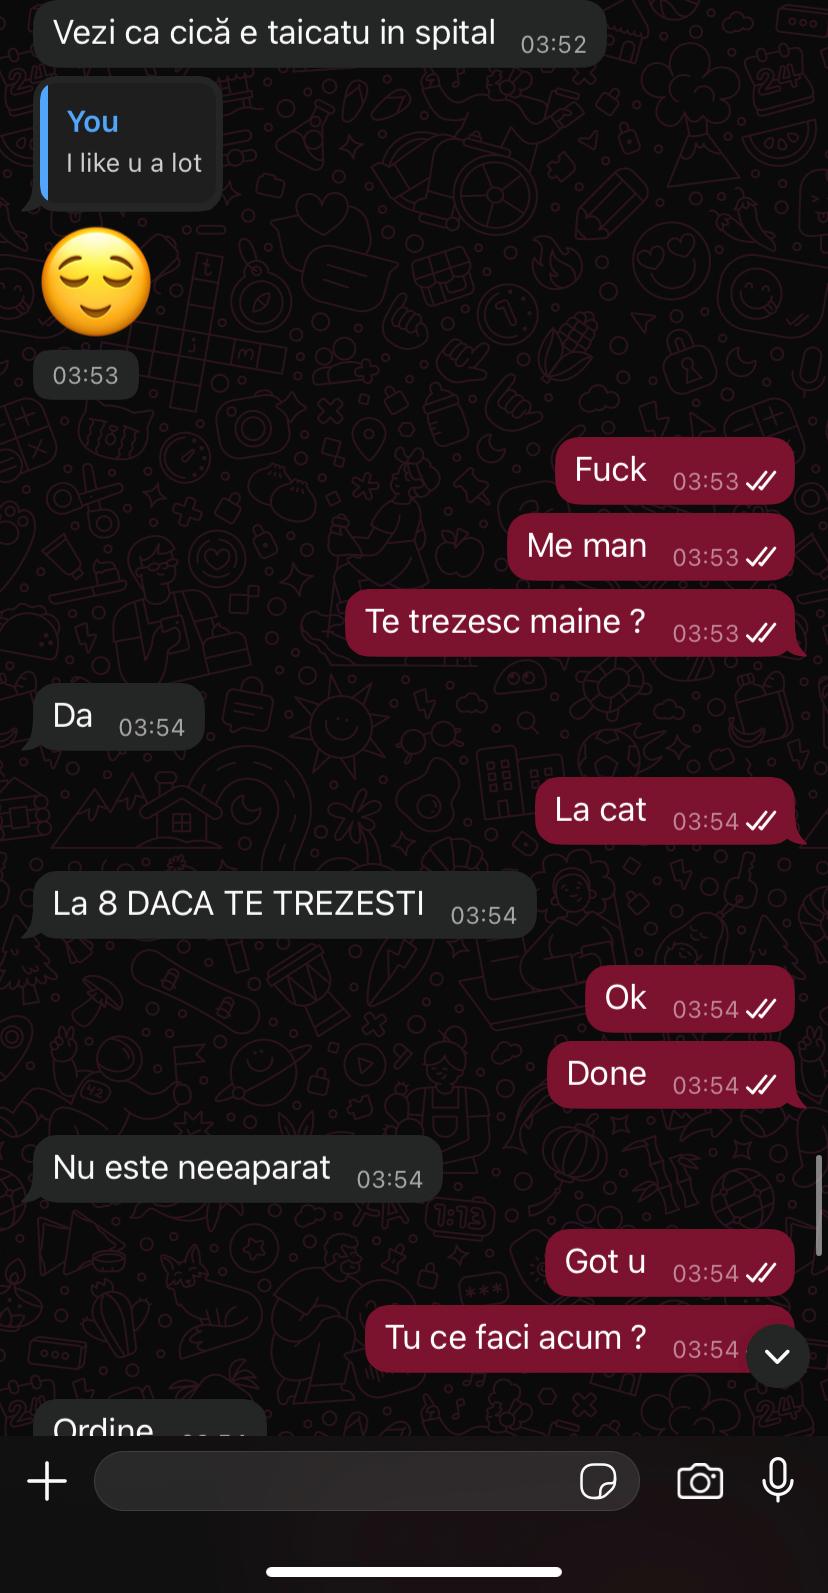 Vezi ca cică e taicatu in spital 03:52
You
I like u a lot
03:53
Fuck 03:53
Me man 03:53
Te trezesc maine ? 03:53
Da 03:54
La cat 03:54
La 8 DACA TE TREZESTI 03:54
Ok 03:54
Done 03:54
Nu este neeaparat 03:54
Got u 03:54
Tu ce faci acum ? 03:54
Ordine